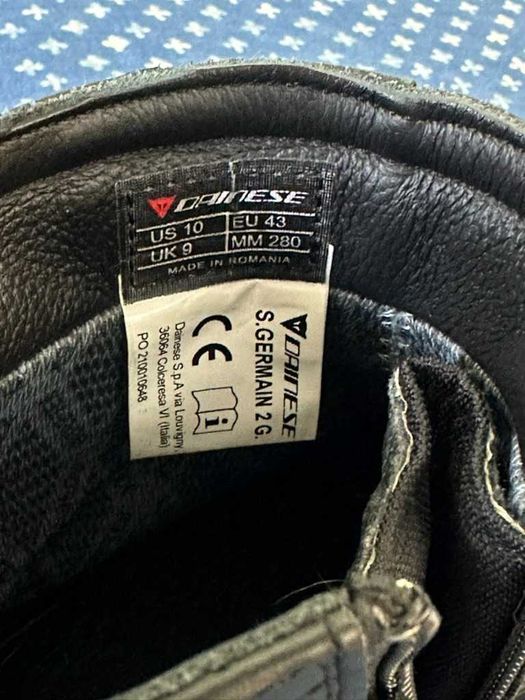 DAINESE
US 10 EU 43
UK 9 MM 280
MADE IN ROMANIA
DAINESE
S.GERMAIN 2 G.
CE
i
Dainese S.p.A via Louvigny,
36064 Colceresa VI (Italia)
PO 210010648